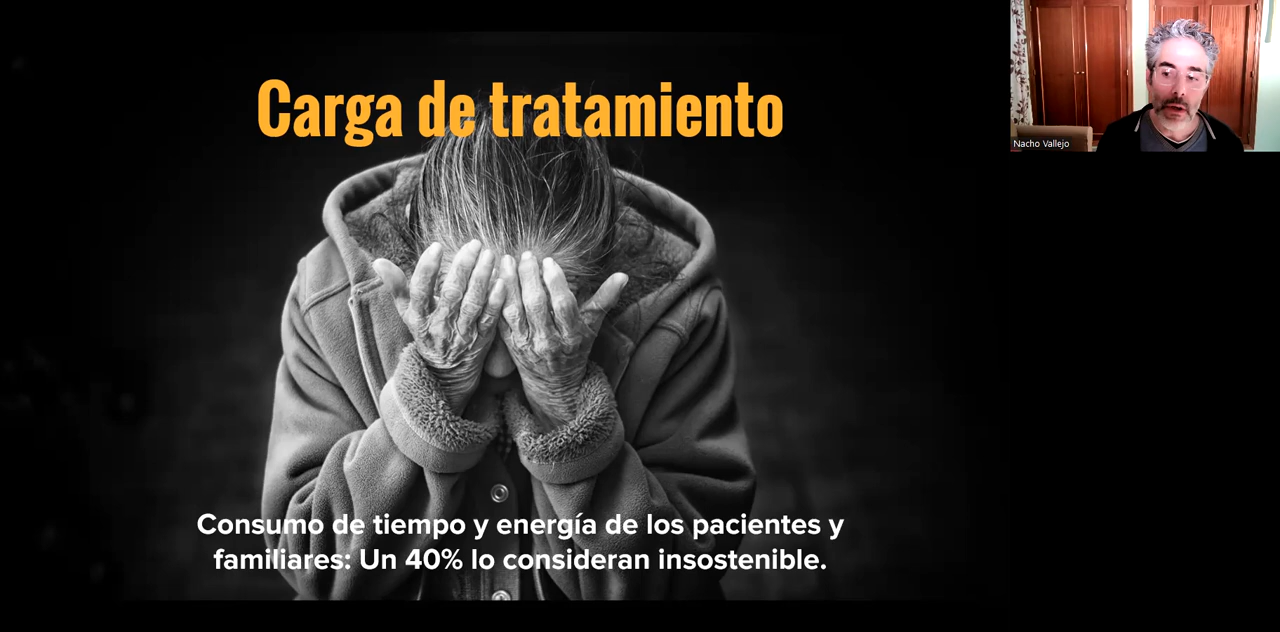 Carga de tratamiento
Nacho Vallejo
Consumo de tiempo y energía de los pacientes y
familiares: Un 40% lo consideran insostenible.